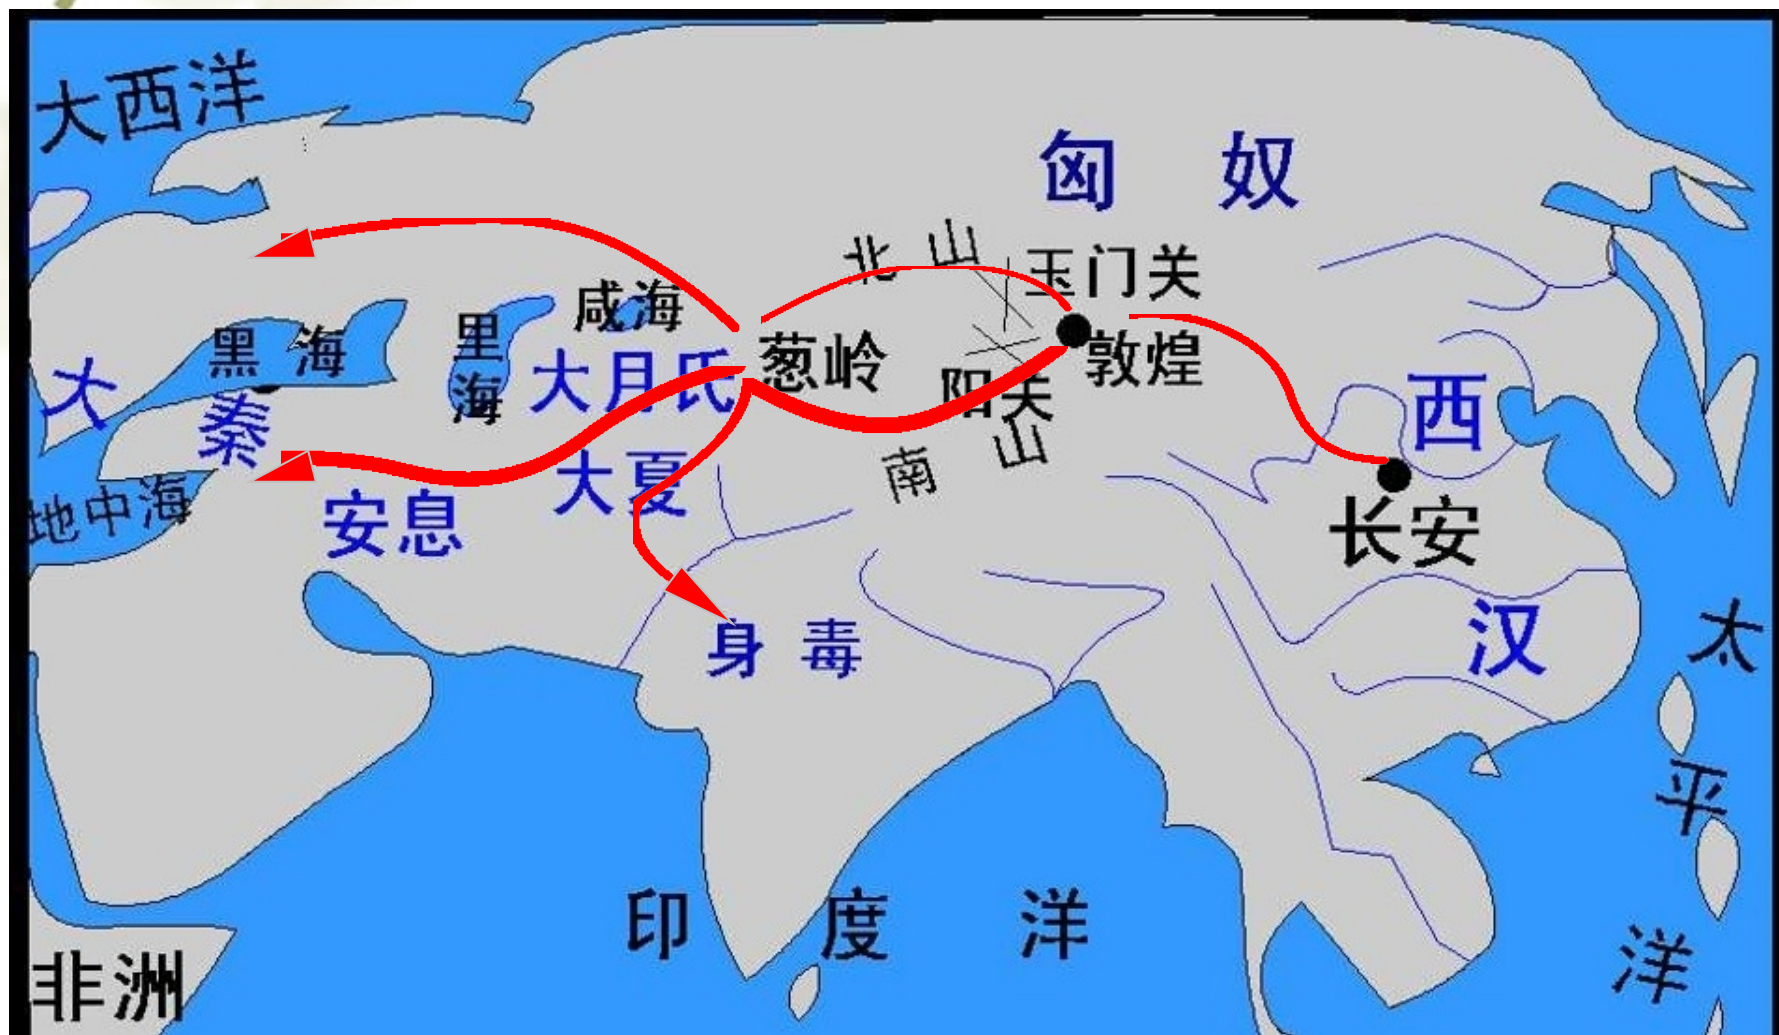 大西洋
匈奴
北山
玉门关
咸海
黑海
里海
大月氏
葱岭
敦煌
阳关
大秦
西汉
南山
大夏
地中海
安息
长安
身毒
太平洋
印度洋
非洲